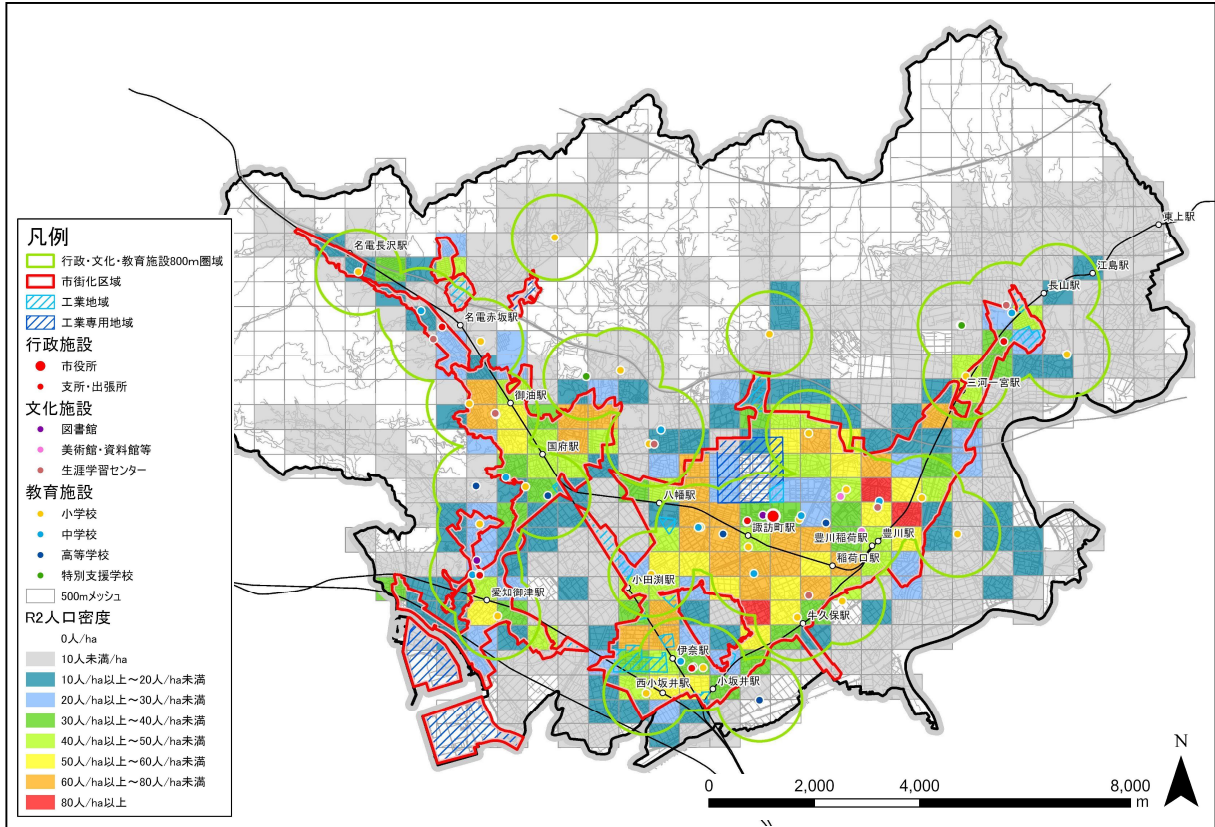 凡例
行政・文化・教育施設800m圏域
市街化区域
工業地域
工業専用地域
行政施設
市役所
支所・出張所
文化施設
図書館
美術館・資料館等
生涯学習センター
教育施設
小学校
中学校
高等学校
特別支援学校
500mメッシュ
R2人口密度
0人/ha
10人未満/ha
10人/ha以上~20人/ha未満
20人/ha以上~30人/ha未満
30人/ha以上~40人/ha未満
40人/ha以上~50人/ha未満
50人/ha以上~60人/ha未満
60人/ha以上~80人/ha未満
80人/ha以上
東上駅
名電長沢駅
江島駅
長山駅
名電赤坂駅
三河一宮駅
御油駅
国府駅
八幡駅
諏訪町駅
豊川稲荷駅
豊川駅
稲荷口駅
小田渕駅
愛知御津駅
牛久保駅
伊奈駅
西小坂井駅
小坂井駅
N
0 2,000 4,000 8,000
m